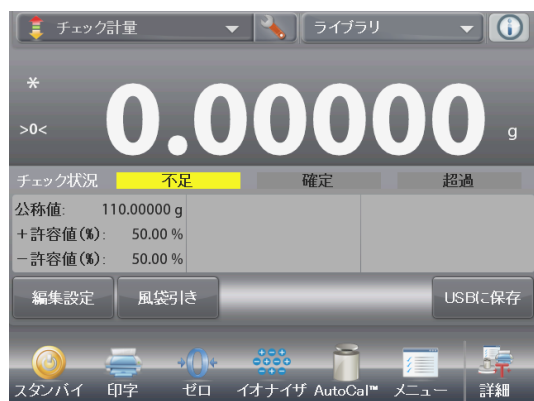 チェック計量 ライブラリ
*
>0< 0.00000 g
チェック状況 不足 確定 超過
公称値: 110.00000 g
+許容値(%): 50.00 %
-許容値(%): 50.00 %
編集設定 風袋引き USBに保存
スタンバイ 印字 ゼロ イオナイザ AutoCal™ メニュー 詳細